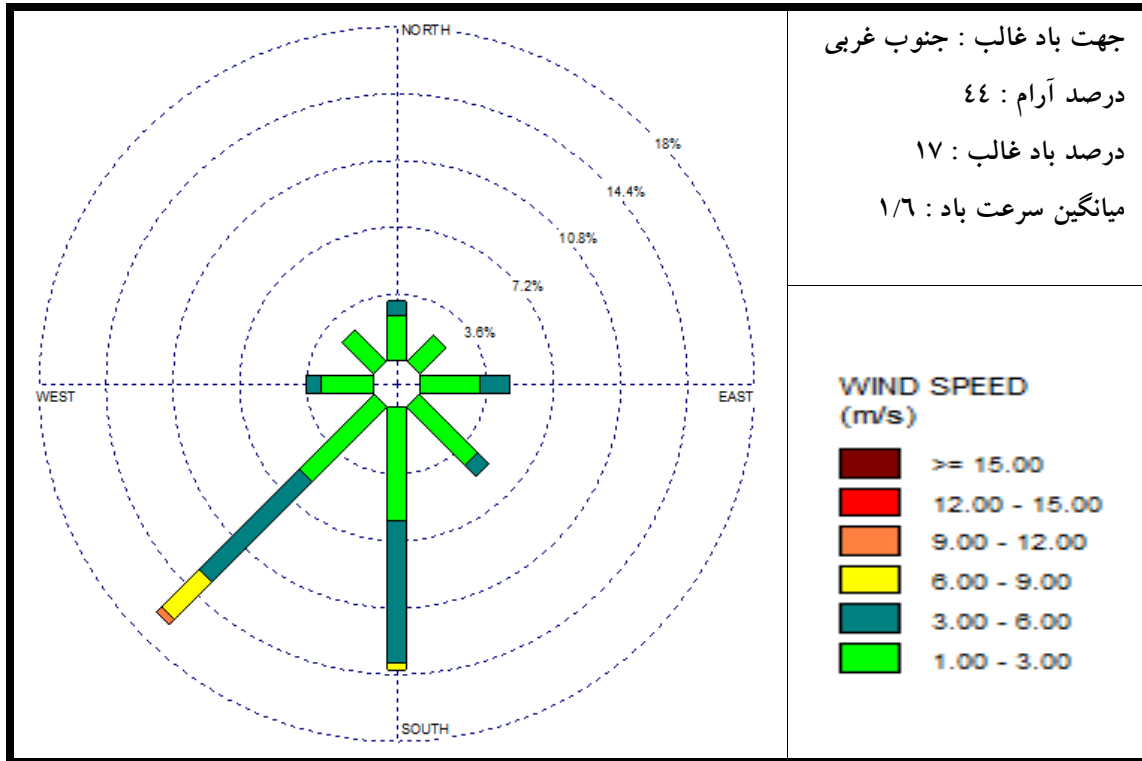 NORTH
18%
14.4%
10.8%
7.2%
3.6%
WEST
EAST
SOUTH
جهت باد غالب : جنوب غربی
درصد آرام : ٤٤
درصد باد غالب : ١٧
میانگین سرعت باد : ١/٦
WIND SPEED
(m/s)
>= 15.00
12.00 - 15.00
9.00 - 12.00
6.00 - 9.00
3.00 - 6.00
1.00 - 3.00